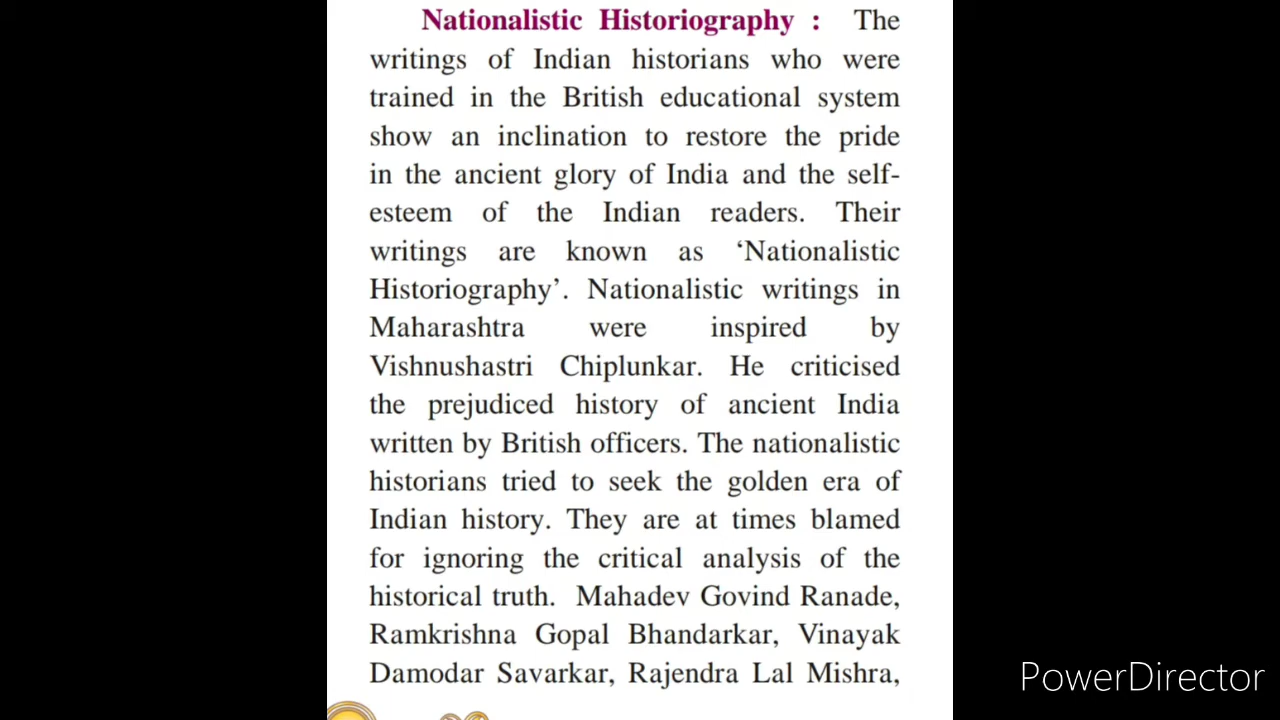 Nationalistic Historiography : The
writings of Indian historians who were
trained in the British educational system
show an inclination to restore the pride
in the ancient glory of India and the self-
esteem of the Indian readers. Their
writings are known as ‘Nationalistic
Historiography’. Nationalistic writings in
Maharashtra were inspired by
Vishnushastri Chiplunkar. He criticised
the prejudiced history of ancient India
written by British officers. The nationalistic
historians tried to seek the golden era of
Indian history. They are at times blamed
for ignoring the critical analysis of the
historical truth. Mahadev Govind Ranade,
Ramkrishna Gopal Bhandarkar, Vinayak
Damodar Savarkar, Rajendra Lal Mishra,
PowerDirector